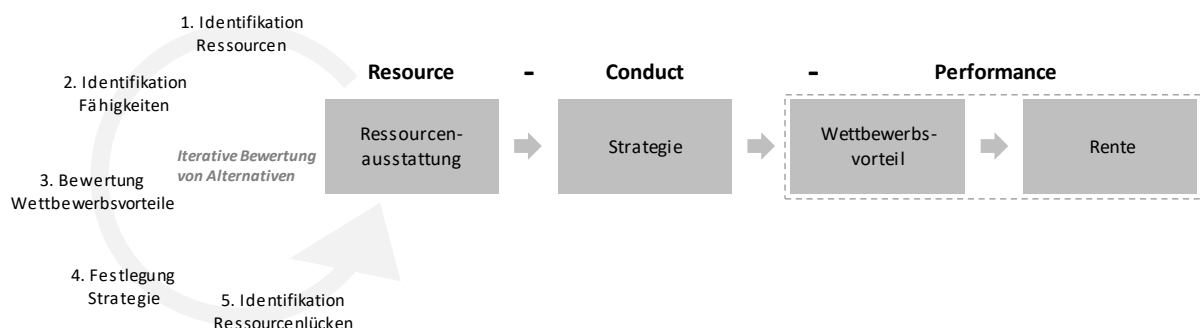 1. Identifikation
Ressourcen
2. Identifikation
Fähigkeiten
Iterative Bewertung
von Alternativen
3. Bewertung
Wettbewerbsvorteile
4. Festlegung
Strategie
5. Identifikation
Ressourcenlücken
Resource - Conduct - Performance
Ressourcen-
ausstattung
Strategie
Wettbewerbs-
vorteil
Rente